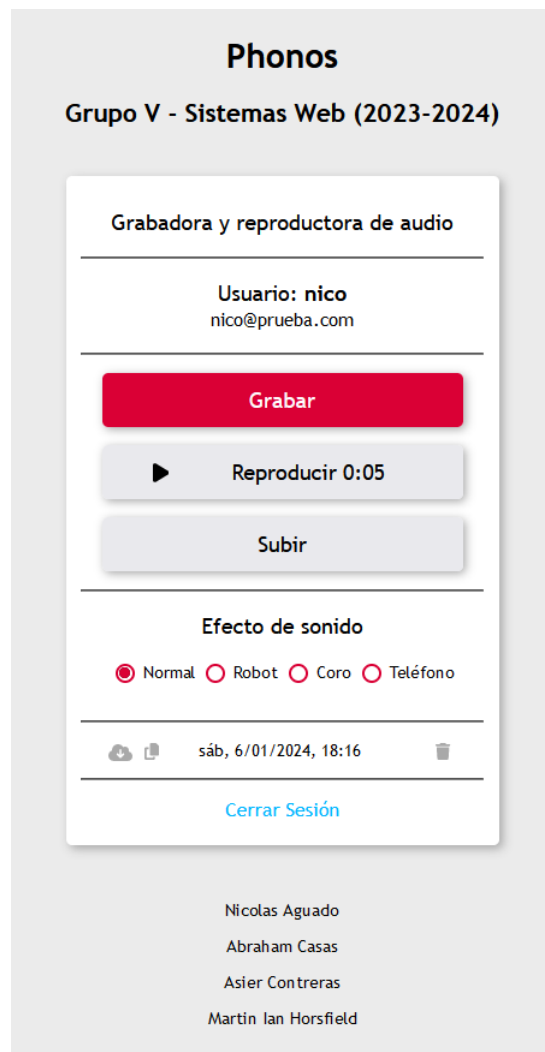 Phonos
Grupo V - Sistemas Web (2023-2024)
Grabadora y reproductora de audio
Usuario: nico
nico@prueba.com
Grabar
Reproducir 0:05
Subir
Efecto de sonido
Normal Robot Coro Teléfono
sáb, 6/01/2024, 18:16
Cerrar Sesión
Nicolas Aguado
Abraham Casas
Asier Contreras
Martin Ian Horsfield